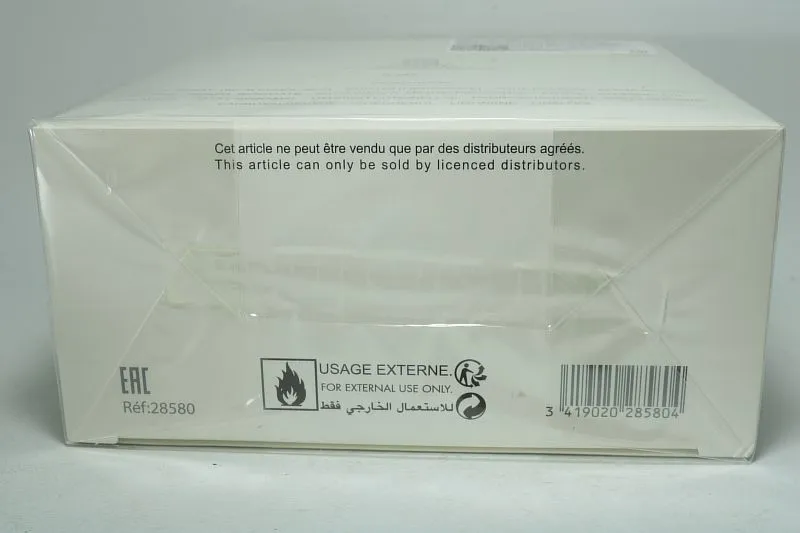 Cet article ne peut être vendu que par des distributeurs agréés.
This article can only be sold by licenced distributors.
EAC
Réf:28580
USAGE EXTERNE.
FOR EXTERNAL USE ONLY.
للاستعمال الخارجي فقط
3 419020 285804